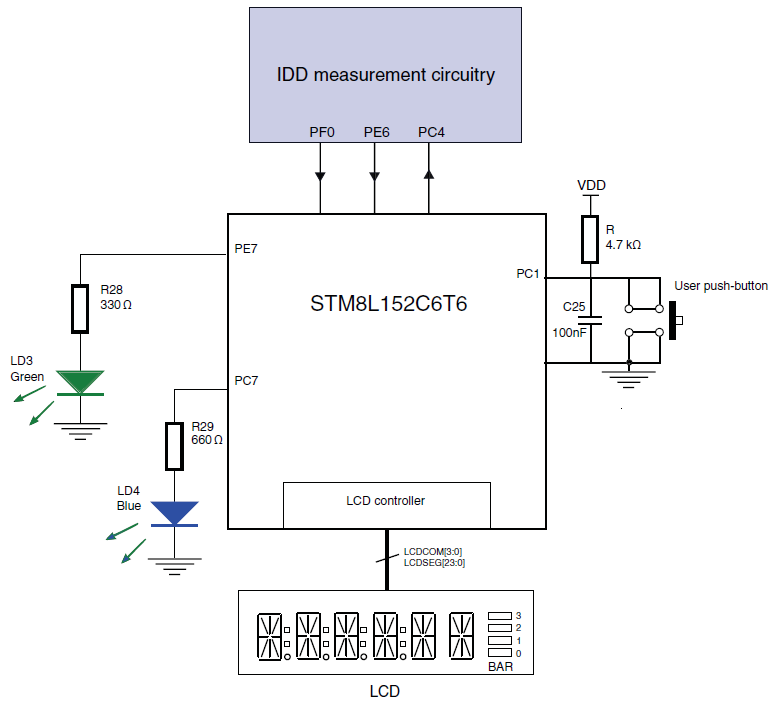 IDD measurement circuitry
PF0 PE6 PC4
VDD
R
4.7 kΩ
PE7
PC1
User push-button
R28
330 Ω
STM8L152C6T6
C25
100nF
LD3
Green
PC7
R29
660 Ω
LD4
Blue
LCD controller
LCDCOM[3:0]
LCDSEG[23:0]
3
2
1
0
BAR
LCD